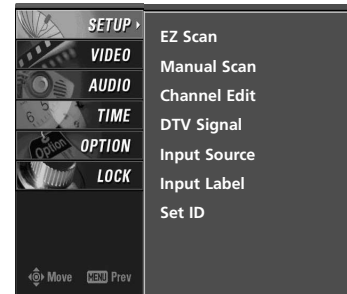 SETUP
VIDEO
AUDIO
TIME
OPTION
LOCK
Move MENU Prev
EZ Scan
Manual Scan
Channel Edit
DTV Signal
Input Source
Input Label
Set ID